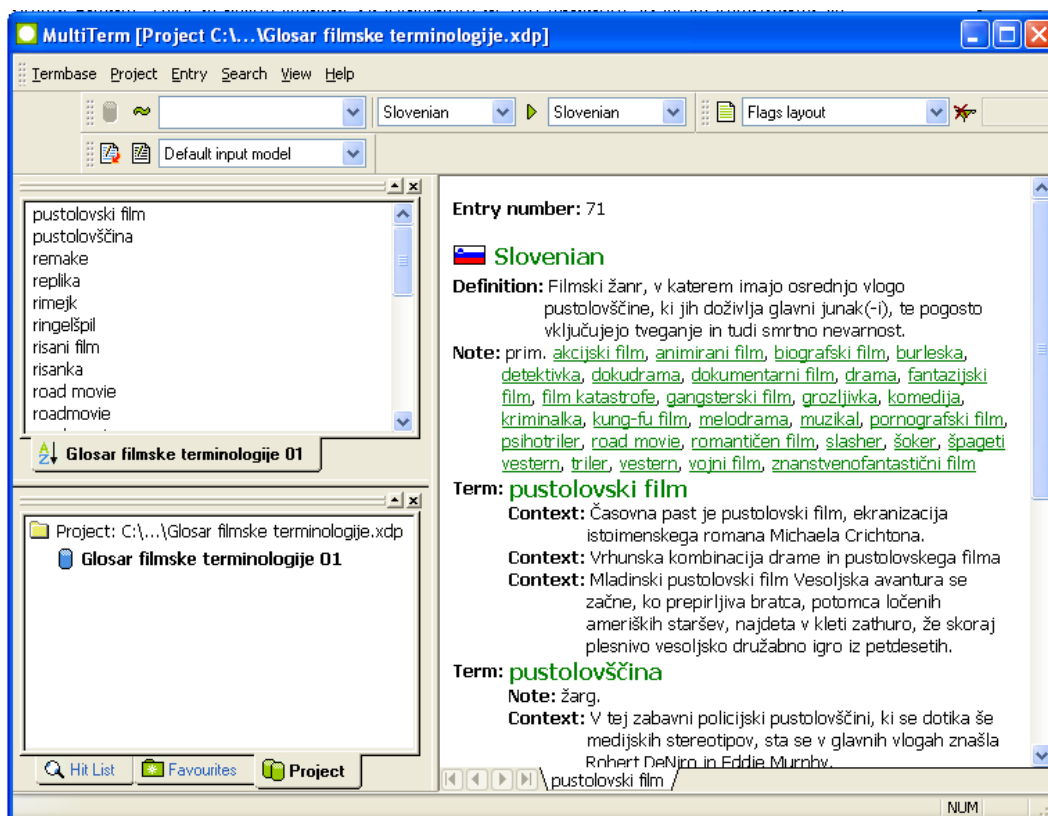 MultiTerm [Project C:\...\Glosar filmske terminologije.xdp]
Termbase Project Entry Search View Help
Slovenian Slovenian Flags layout
Default input model
pustolovski film
pustolovščina
remake
replika
rimejk
ringelšpil
risani film
risanka
road movie
roadmovie
Glosar filmske terminologije 01
Project: C:\...\Glosar filmske terminologije.xdp
Glosar filmske terminologije 01
Hit List Favourites Project
Entry number: 71
Slovenian
Definition: Filmski žanr, v katerem imajo osrednjo vlogo
pustolovščine, ki jih doživlja glavni junak(-i), te pogosto
vključujejo tveganje in tudi smrtno nevarnost.
Note: prim. akcijski film, animirani film, biografski film, burleska,
detektivka, dokudrama, dokumentarni film, drama, fantazijski
film, film katastrofe, gangsterski film, grozljivka, komedija,
kriminalka, kung-fu film, melodrama, muzikal, pornografski film,
psihotriler, road movie, romantičen film, slasher, šoker, špageti
vestern, triler, vestern, vojni film, znanstvenofantastični film
Term: pustolovski film
Context: Časovna past je pustolovski film, ekranizacija
istoimenskega romana Michaela Crichtona.
Context: Vrhunska kombinacija drame in pustolovskega filma
Context: Mladinski pustolovski film Vesoljska avantura se
začne, ko prepirljiva bratca, potomca ločenih
ameriških staršev, najdeta v kleti zathuro, že skoraj
plesnivo vesoljsko družabno igro iz petdesetih.
Term: pustolovščina
Note: žarg.
Context: V tej zabavni policijski pustolovščini, ki se dotika še
medijskih stereotipov, sta se v glavnih vlogah znašla
Robert DeNiro in Eddie Murphy.
pustolovski film
NUM